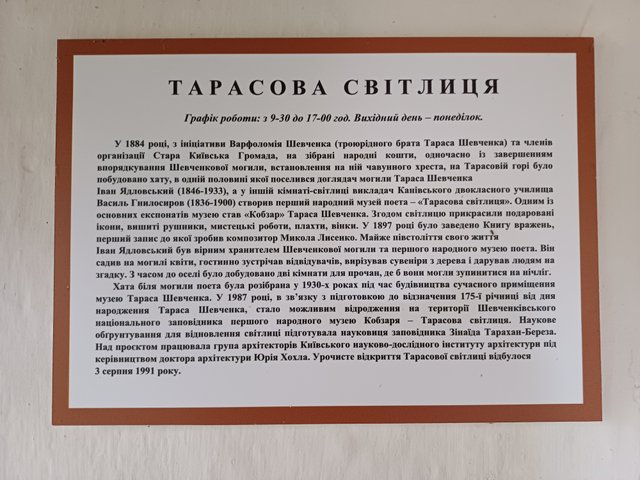 ТАРАСОВА СВІТЛИЦЯ
Графік роботи: з 9-30 до 17-00 год. Вихідний день – понеділок.
У 1884 році, з ініціативи Варфоломія Шевченка (троюрідного брата Тараса Шевченка) та членів
організації Стара Київська Громада, на зібрані народні кошти, одночасно із завершенням
впорядкування Шевченкової могили, встановлення на ній чавунного хреста, на Тарасовій горі було
побудовано хату, в одній половині якої поселився доглядач могили Тараса Шевченка
Іван Ядловський (1846-1933), а у іншій кімнаті-світлиці викладач Канівського двокласного училища
Василь Гнилосиров (1836-1900) створив перший народний музей поета – «Тарасова світлиця». Одним із
основних експонатів музею став «Кобзар» Тараса Шевченка. Згодом світлицю прикрасили подаровані
ікони, вишиті рушники, мистецькі роботи, плахти, вінки. У 1897 році було заведено Книгу вражень,
перший запис до якої зробив композитор Микола Лисенко. Майже півстоліття свого життя
Іван Ядловський був вірним хранителем Шевченкової могили та першого народного музею поета. Він
садив на могилі квіти, гостинно зустрічав відвідувачів, вирізував сувеніри з дерева і дарував людям на
згадку. З часом до оселі було добудовано дві кімнати для прочан, де б вони могли зупинитися на нічліг.
Хата біля могили поета була розібрана у 1930-х роках під час будівництва сучасного приміщення
музею Тараса Шевченка. У 1987 році, в зв’язку з підготовкою до відзначення 175-ї річниці від дня
народження Тараса Шевченка, стало можливим відродження на території Шевченківського
національного заповідника першого народного музею Кобзаря – Тарасова світлиця. Наукове
обґрунтування для відновлення світлиці підготувала науковиця заповідника Зінаїда Тарахан-Береза.
Над проєктом працювала група архітекторів Київського науково-дослідного інституту архітектури під
керівництвом доктора архітектури Юрія Хохла. Урочисте відкриття Тарасової світлиці відбулося
3 серпня 1991 року.